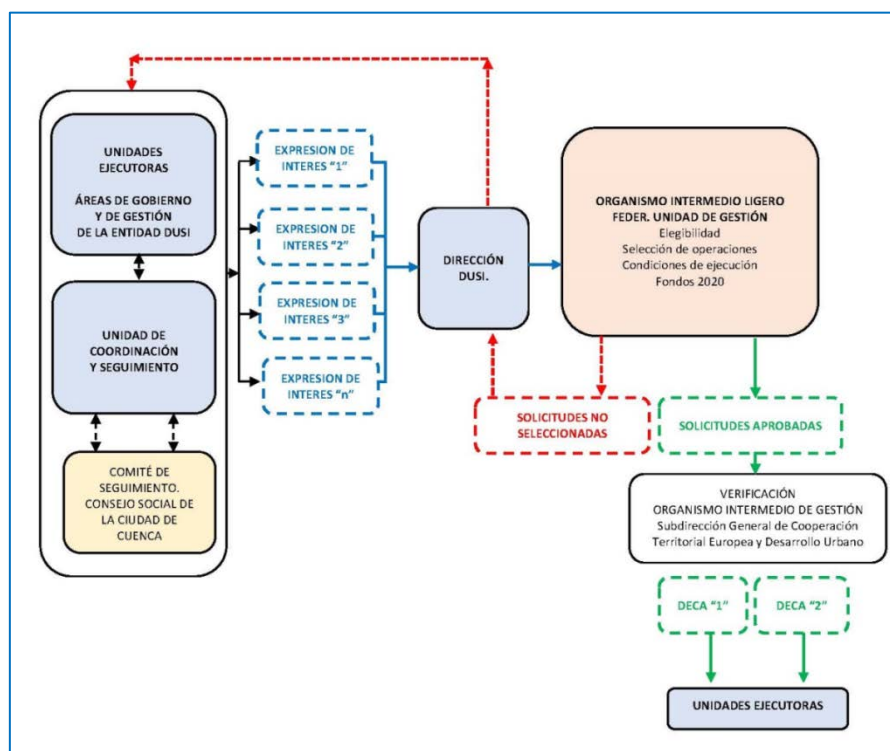 UNIDADES
EJECUTORAS
ÁREAS DE GOBIERNO
Y DE GESTIÓN
DE LA ENTIDAD DUSI
UNIDAD DE
COORDINACIÓN
Y SEGUIMIENTO
COMITÉ DE
SEGUIMIENTO.
CONSEJO SOCIAL DE
LA CIUDAD DE
CUENCA
EXPRESION DE
INTERES "1"
EXPRESION DE
INTERES "2"
EXPRESION DE
INTERES "3"
EXPRESION DE
INTERES "n"
DIRECCIÓN
DUSI.
ORGANISMO INTERMEDIO LIGERO
FEDER. UNIDAD DE GESTIÓN
Elegibilidad
Selección de operaciones
Condiciones de ejecución
Fondos 2020
SOLICITUDES NO
SELECCIONADAS
SOLICITUDES APROBADAS
VERIFICACIÓN
ORGANISMO INTERMEDIO DE GESTIÓN
Subdirección General de Cooperación
Territorial Europea y Desarrollo Urbano
DECA "1"
DECA "2"
UNIDADES EJECUTORAS